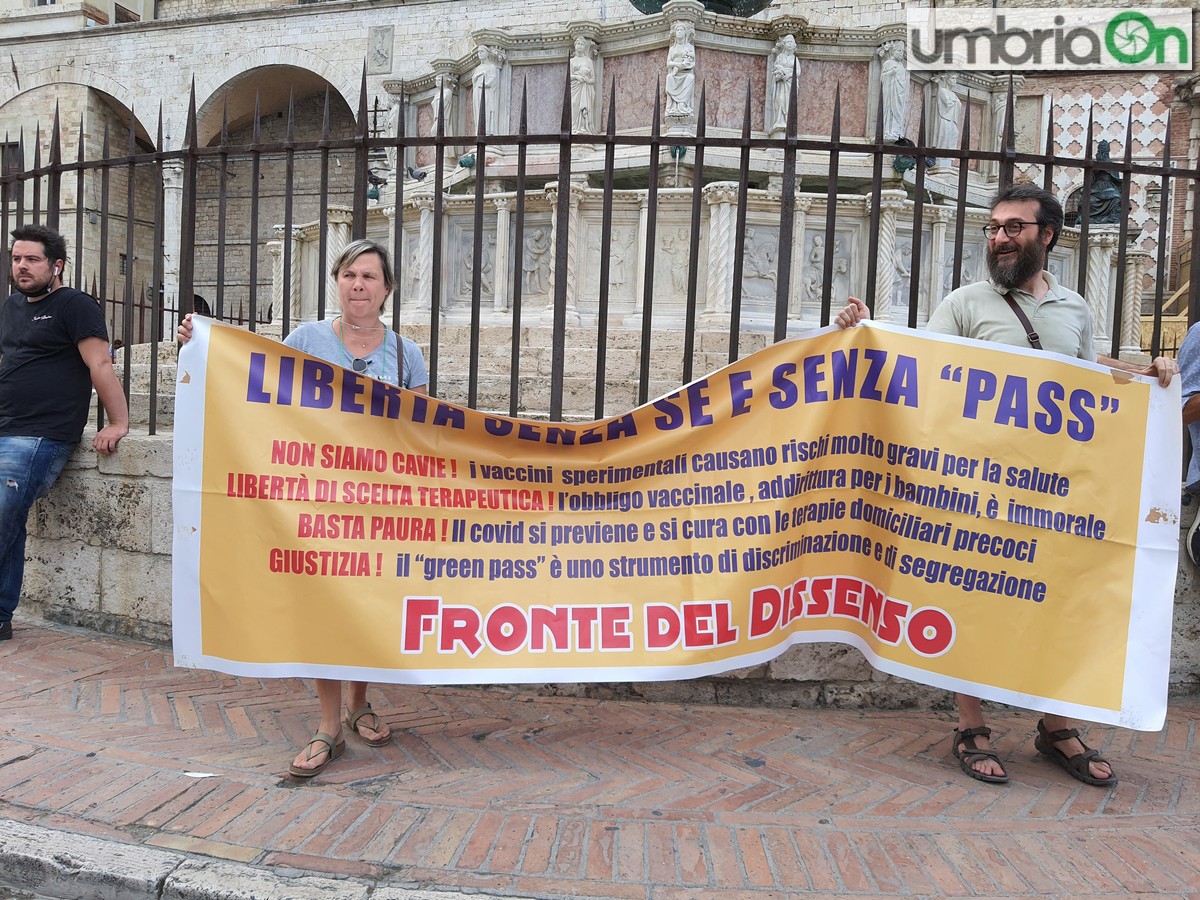 umbriaOn
LIBERTÀ SENZA SE E SENZA “PASS”
NON SIAMO CAVIE ! i vaccini sperimentali causano rischi molto gravi per la salute
LIBERTÀ DI SCELTA TERAPEUTICA ! l'obbligo vaccinale , addirittura per i bambini, è immorale
BASTA PAURA ! Il covid si previene e si cura con le terapie domiciliari precoci
GIUSTIZIA ! il “green pass” è uno strumento di discriminazione e di segregazione
FRONTE DEL DISSENSO